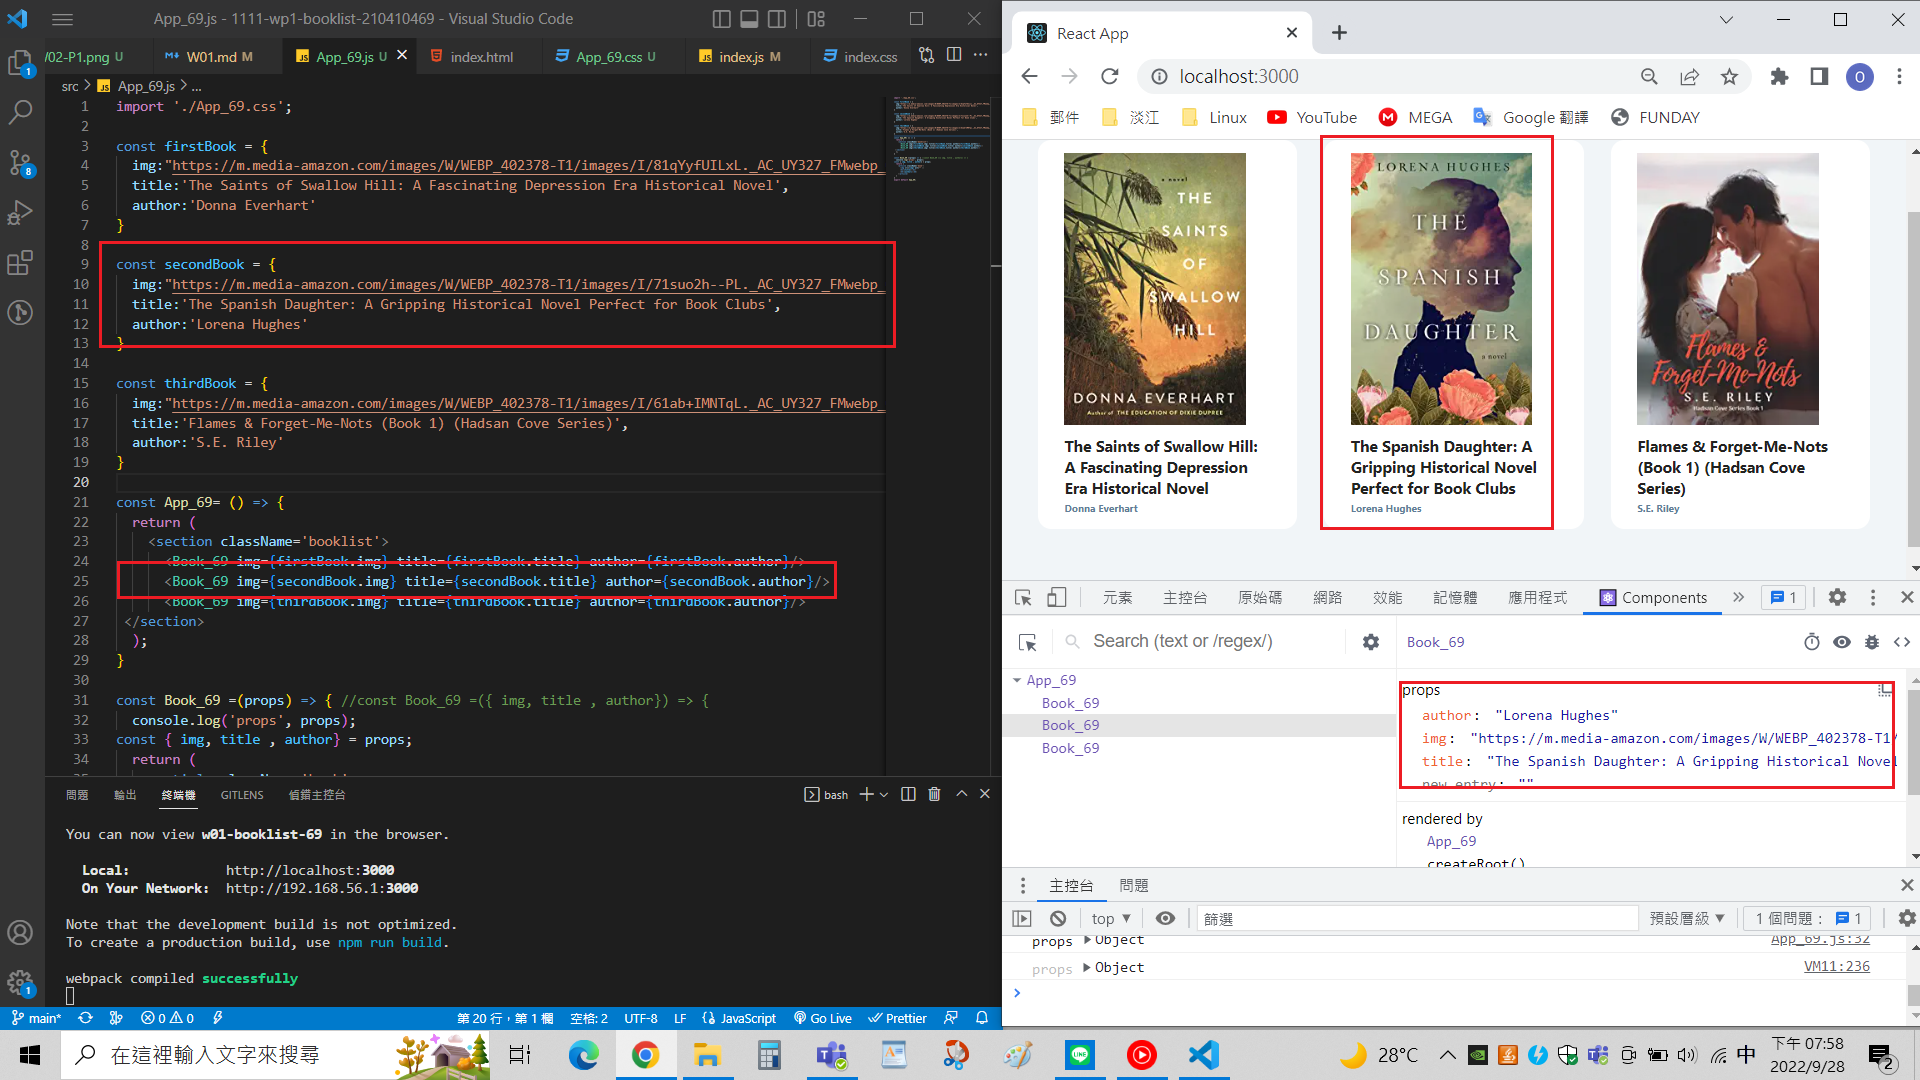 App_69.js - 1111-wp1-booklist-210410469 - Visual Studio Code
W02-P1.png U
W01.md M
App_69.js U
index.html
App_69.css U
index.js M
index.css
src > App_69.js > ...
1 import './App_69.css';
2
3 const firstBook = {
4 img:"https://m.media-amazon.com/images/W/WEBP_402378-T1/images/I/81qYyfUILxL._AC_UY327_FMwebp_
5 title:'The Saints of Swallow Hill: A Fascinating Depression Era Historical Novel',
6 author:'Donna Everhart'
7 }
8
9 const secondBook = {
10 img:"https://m.media-amazon.com/images/W/WEBP_402378-T1/images/I/71suo2h--PL._AC_UY327_FMwebp_
11 title:'The Spanish Daughter: A Gripping Historical Novel Perfect for Book Clubs',
12 author:'Lorena Hughes'
13 }
14
15 const thirdBook = {
16 img:"https://m.media-amazon.com/images/W/WEBP_402378-T1/images/I/61ab+IMNTqL._AC_UY327_FMwebp_
17 title:'Flames & Forget-Me-Nots (Book 1) (Hadsan Cove Series)',
18 author:'S.E. Riley'
19 }
20
21 const App_69= () => {
22 return (
23 <section className='booklist'>
24 <Book_69 img={firstBook.img} title={firstBook.title} author={firstBook.author}/>
25 <Book_69 img={secondBook.img} title={secondBook.title} author={secondBook.author}/>
26 <Book_69 img={thirdBook.img} title={thirdBook.title} author={thirdBook.author}/>
27 </section>
28 );
29 }
30
31 const Book_69 =(props) => { //const Book_69 =({ img, title , author}) => {
32 console.log('props', props);
33 const { img, title , author} = props;
34 return (
問題 輸出 終端機 GITLENS 偵錯主控台
bash
You can now view w01-booklist-69 in the browser.
Local: http://localhost:3000
On Your Network: http://192.168.56.1:3000
Note that the development build is not optimized.
To create a production build, use npm run build.
webpack compiled successfully
main* 0 0 第 20 行，第 1 欄 空格: 2 UTF-8 LF JavaScript Go Live Prettier
React App
localhost:3000
O
郵件 淡江 Linux YouTube MEGA Google 翻譯 FUNDAY
a novel
THE
SAINTS
OF
SWALLOW
HILL
DONNA EVERHART
Author of THE EDUCATION OF DIXIE DUPREE
The Saints of Swallow Hill:
A Fascinating Depression
Era Historical Novel
Donna Everhart
LORENA HUGHES
THE
SPANISH
DAUGHTER
a novel
The Spanish Daughter: A
Gripping Historical Novel
Perfect for Book Clubs
Lorena Hughes
Flames &
Forget-Me-Nots
S.E. RILEY
Hadson Cove Series Book 1
Flames & Forget-Me-Nots
(Book 1) (Hadsan Cove
Series)
S.E. Riley
元素 主控台 原始碼 網路 效能 記憶體 應用程式 Components » 1
Search (text or /regex/)
Book_69
App_69
Book_69
Book_69
Book_69
props
author: "Lorena Hughes"
img: "https://m.media-amazon.com/images/W/WEBP_402378-T1/
title: "The Spanish Daughter: A Gripping Historical Novel
new entry: ""
rendered by
App_69
createRoot()
主控台 問題
top ▼ 篩選 預設層級 ▼ 1 個問題： 1
props ▶Object App_69.js:32
props ▶Object VM11:236
在這裡輸入文字來搜尋
LINE
28°C
中
下午 07:58
2022/9/28
2